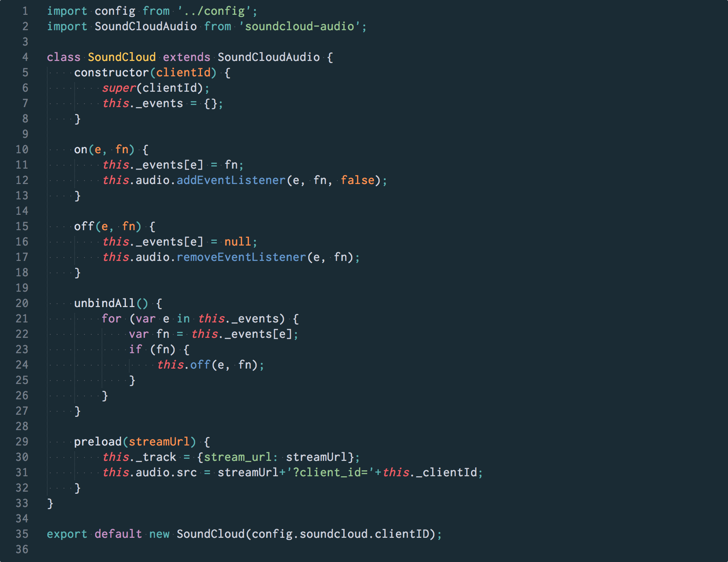 1 import config from '../config';
2 import SoundCloudAudio from 'soundcloud-audio';
3
4 class SoundCloud extends SoundCloudAudio {
5     constructor(clientId) {
6         super(clientId);
7         this._events = {};
8     }
9
10     on(e, fn) {
11         this._events[e] = fn;
12         this.audio.addEventListener(e, fn, false);
13     }
14
15     off(e, fn) {
16         this._events[e] = null;
17         this.audio.removeEventListener(e, fn);
18     }
19
20     unbindAll() {
21         for (var e in this._events) {
22             var fn = this._events[e];
23             if (fn) {
24                 this.off(e, fn);
25             }
26         }
27     }
28
29     preload(streamUrl) {
30         this._track = {stream_url: streamUrl};
31         this.audio.src = streamUrl+'?client_id='+this._clientId;
32     }
33 }
34
35 export default new SoundCloud(config.soundcloud.clientID);
36